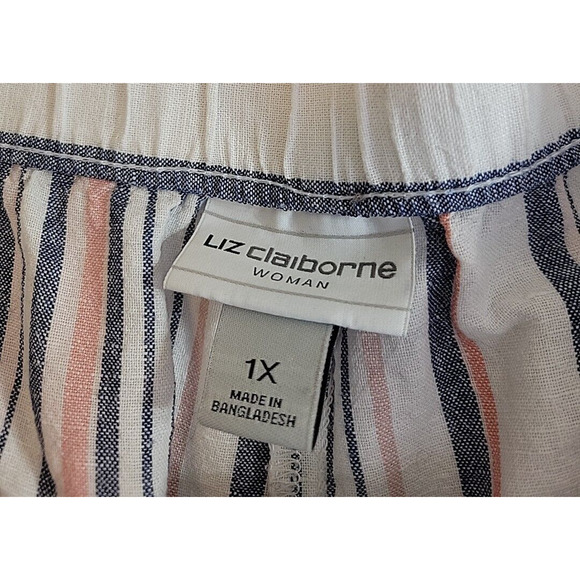 LIZ claiborne
WOMAN
1X
MADE IN
BANGLADESH